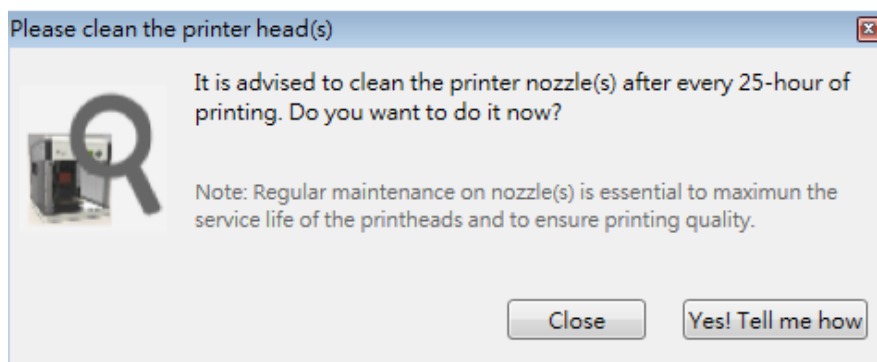 Please clean the printer head(s)
It is advised to clean the printer nozzle(s) after every 25-hour of
printing. Do you want to do it now?
Note: Regular maintenance on nozzle(s) is essential to maximun the
service life of the printheads and to ensure printing quality.
Close
Yes! Tell me how